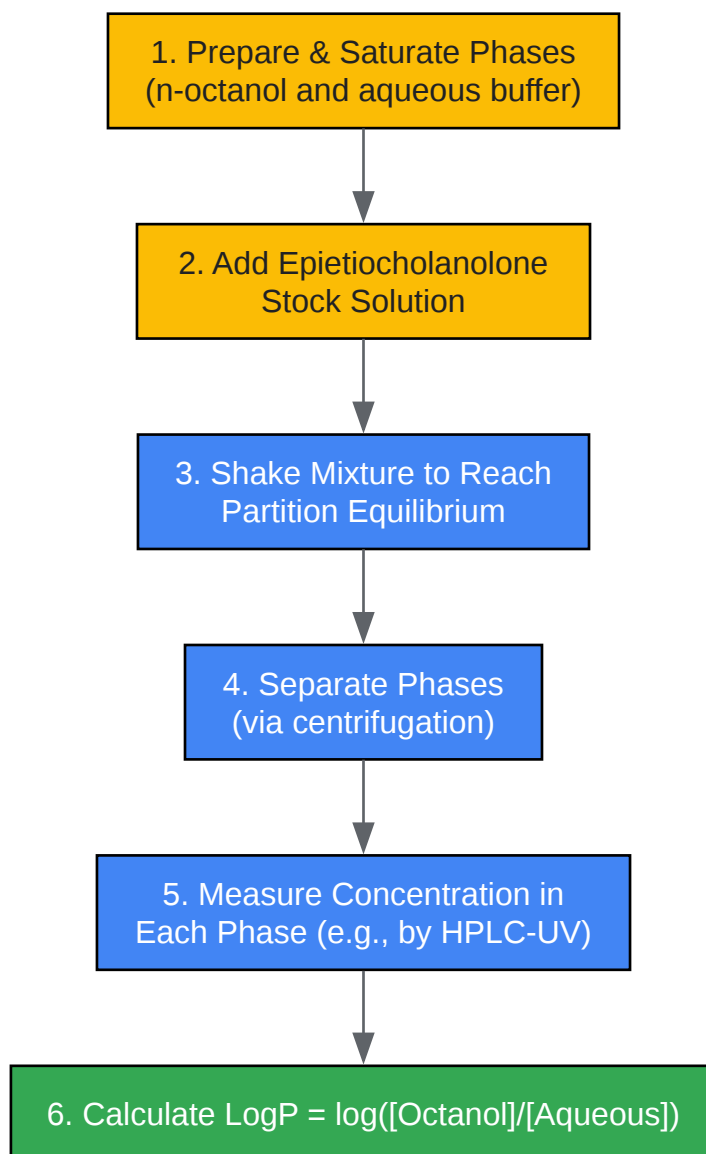 1. Prepare & Saturate Phases
(n-octanol and aqueous buffer)
2. Add Epietiocholanolone
Stock Solution
3. Shake Mixture to Reach
Partition Equilibrium
4. Separate Phases
(via centrifugation)
5. Measure Concentration in
Each Phase (e.g., by HPLC-UV)
6. Calculate LogP = log([Octanol]/[Aqueous])